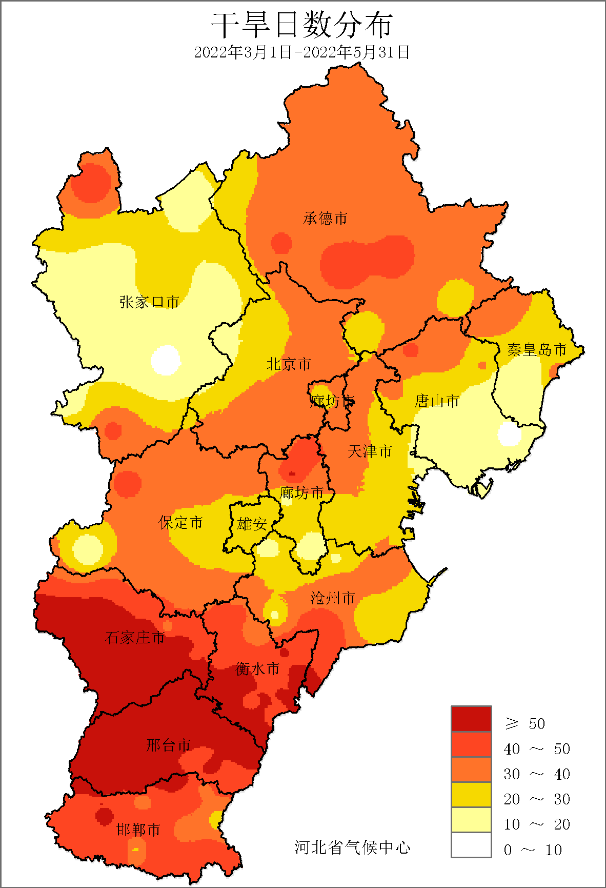 干旱日数分布
2022年3月1日-2022年5月31日
承德市
张家口市
秦皇岛市
北京市
廊坊市
唐山市
天津市
廊坊市
保定市
雄安
沧州市
石家庄市
衡水市
邢台市
邯郸市
≥ 50
40 ～ 50
30 ～ 40
20 ～ 30
10 ～ 20
0 ～ 10
河北省气候中心